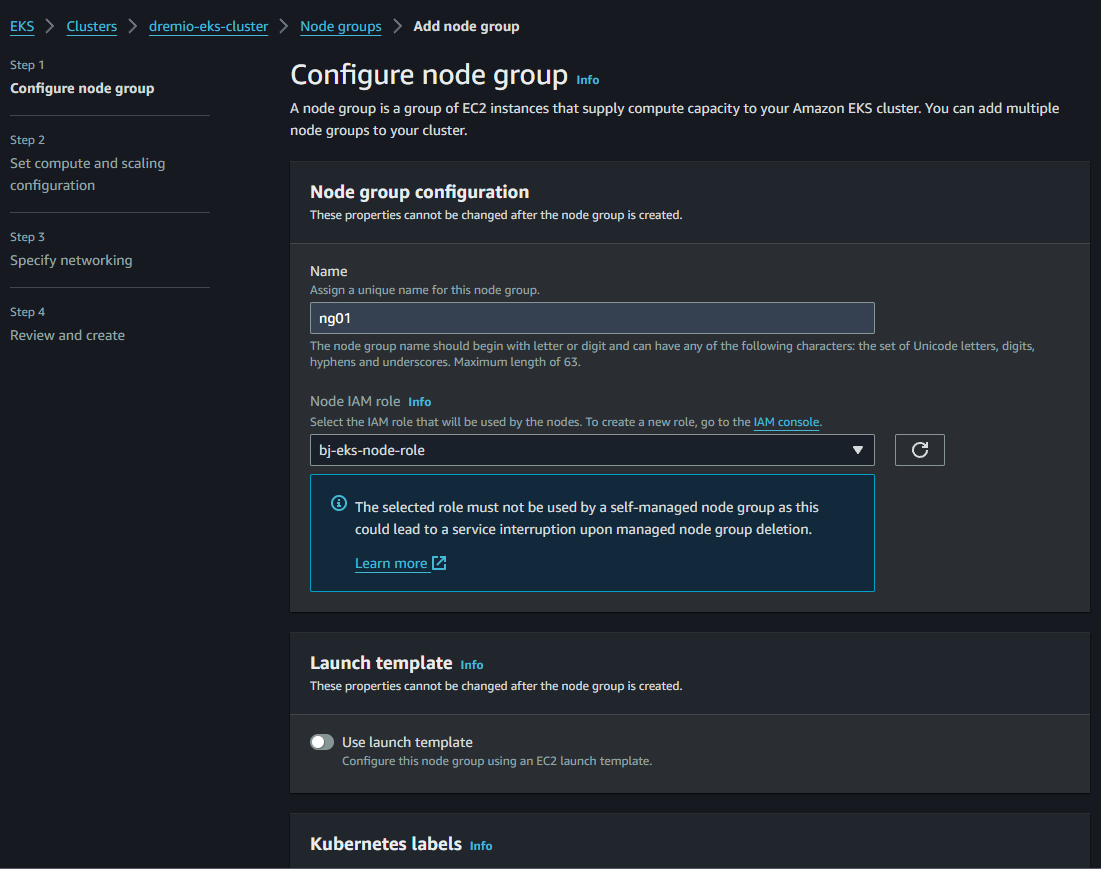 EKS > Clusters > dremio-eks-cluster > Node groups > Add node group
Step 1
Configure node group
Step 2
Set compute and scaling
configuration
Step 3
Specify networking
Step 4
Review and create
Configure node group Info
A node group is a group of EC2 instances that supply compute capacity to your Amazon EKS cluster. You can add multiple
node groups to your cluster.
Node group configuration
These properties cannot be changed after the node group is created.
Name
Assign a unique name for this node group.
ng01
The node group name should begin with letter or digit and can have any of the following characters: the set of Unicode letters, digits,
hyphens and underscores. Maximum length of 63.
Node IAM role Info
Select the IAM role that will be used by the nodes. To create a new role, go to the IAM console.
bj-eks-node-role
The selected role must not be used by a self-managed node group as this
could lead to a service interruption upon managed node group deletion.
Learn more
Launch template Info
These properties cannot be changed after the node group is created.
Use launch template
Configure this node group using an EC2 launch template.
Kubernetes labels Info